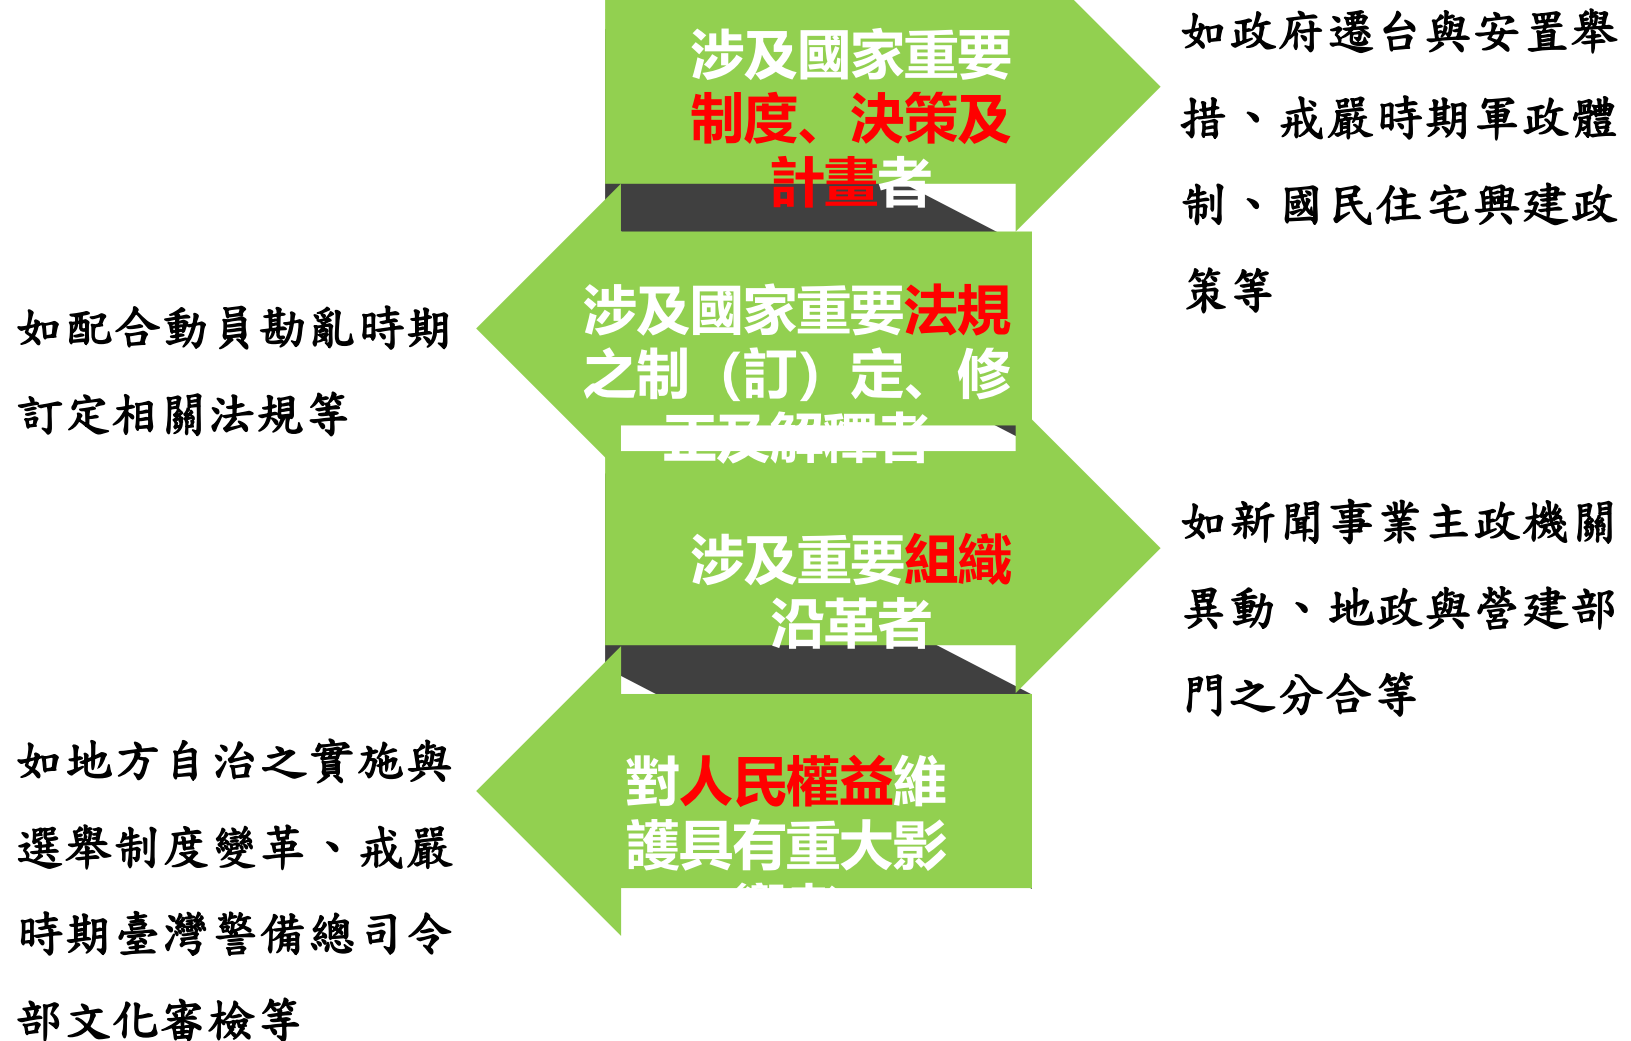 涉及國家重要
制度、決策及
計畫者
如政府遷台與安置舉
措、戒嚴時期軍政體
制、國民住宅興建政
策等
涉及國家重要法規
之制（訂）定、修
正及解釋者
如配合動員勘亂時期
訂定相關法規等
涉及重要組織
沿革者
如新聞事業主政機關
異動、地政與營建部
門之分合等
對人民權益維
護具有重大影
如地方自治之實施與
選舉制度變革、戒嚴
時期臺灣警備總司令
部文化審檢等